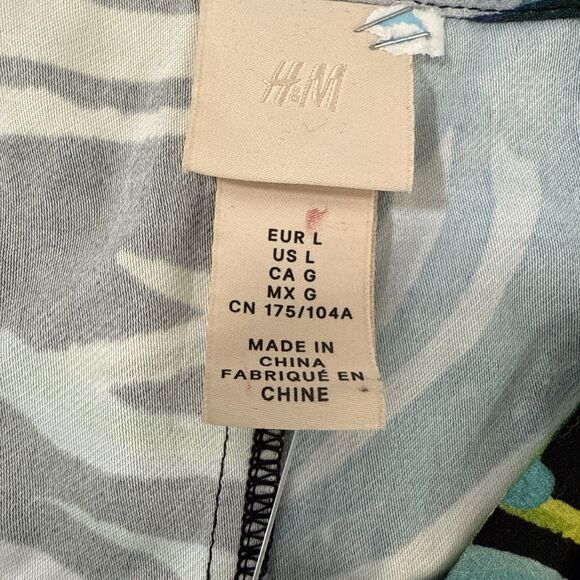 H&M
EUR L
US L
CA G
MX G
CN 175/104A
MADE IN
CHINA
FABRIQUÉ EN
CHINE